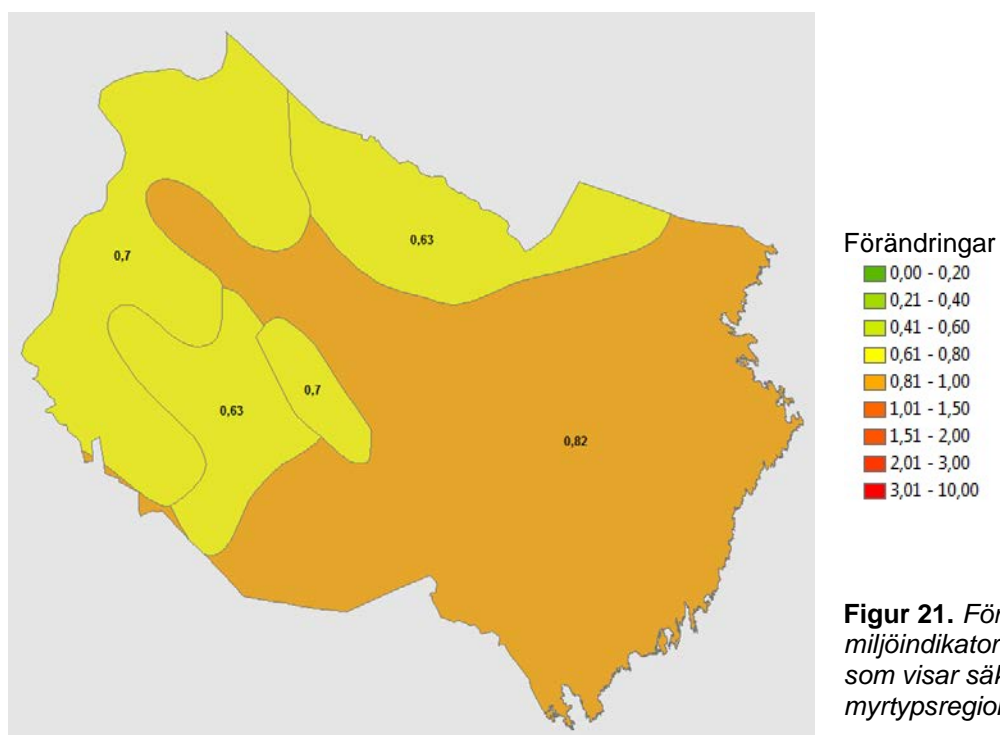 0,7
0,63
0,7
0,63
0,82
Förändringar
0,00 - 0,20
0,21 - 0,40
0,41 - 0,60
0,61 - 0,80
0,81 - 1,00
1,01 - 1,50
1,51 - 2,00
2,01 - 3,00
3,01 - 10,00
Figur 21.
miljöindikator
som visar